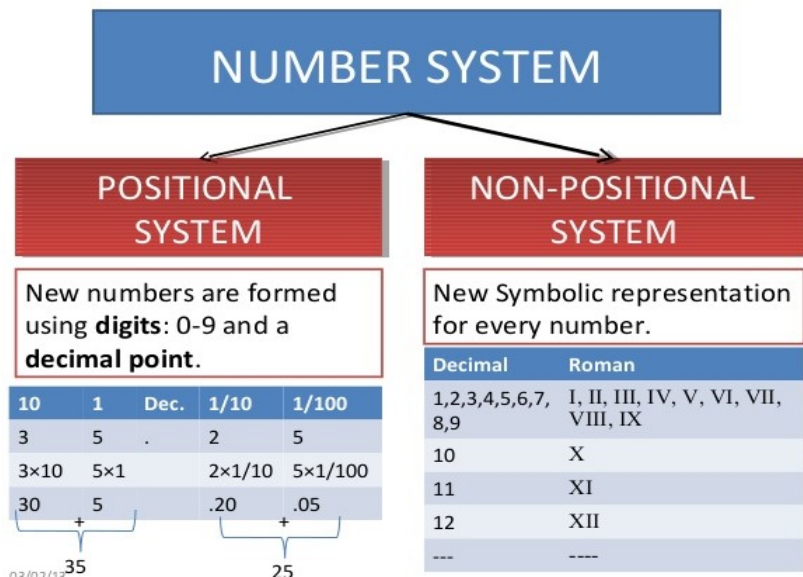 NUMBER SYSTEM
POSITIONAL
SYSTEM
New numbers are formed
using digits: 0-9 and a
decimal point.
10 1 Dec. 1/10 1/100
3 5 . 2 5
3×10 5×1 2×1/10 5×1/100
30 5 .20 .05
+ +
35 25
03/02/13
NON-POSITIONAL
SYSTEM
New Symbolic representation
for every number.
Decimal Roman
1,2,3,4,5,6,7, I, II, III, IV, V, VI, VII,
8,9 VIII, IX
10 X
11 XI
12 XII
--- ----